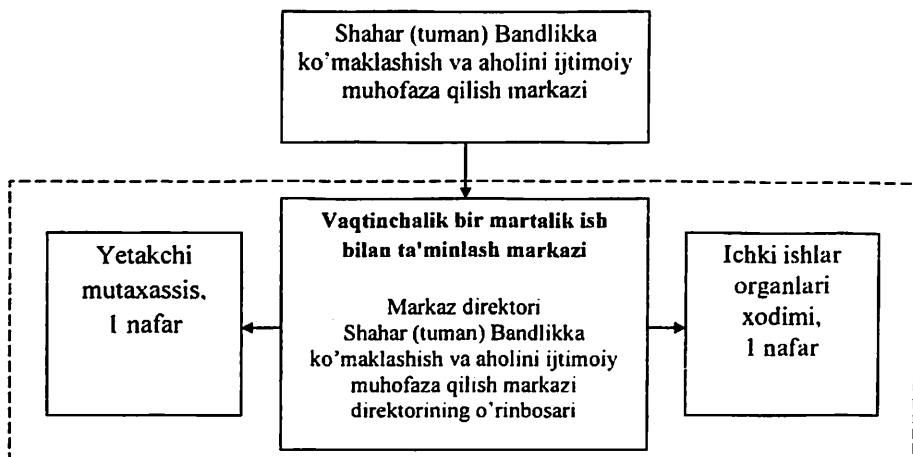 Shahar (tuman) Bandlikka
ko’maklashish va aholini ijtimoiy
muhofaza qilish markazi
Yetakchi
mutaxassis,
1 nafar
Vaqtinchalik bir martalik ish
bilan ta'minlash markazi
Markaz direktori
Shahar (tuman) Bandlikka
ko’maklashish va aholini ijtimoiy
muhofaza qilish markazi
direktorining o’rinbosari
Ichki ishlar
organlari
xodimi,
1 nafar